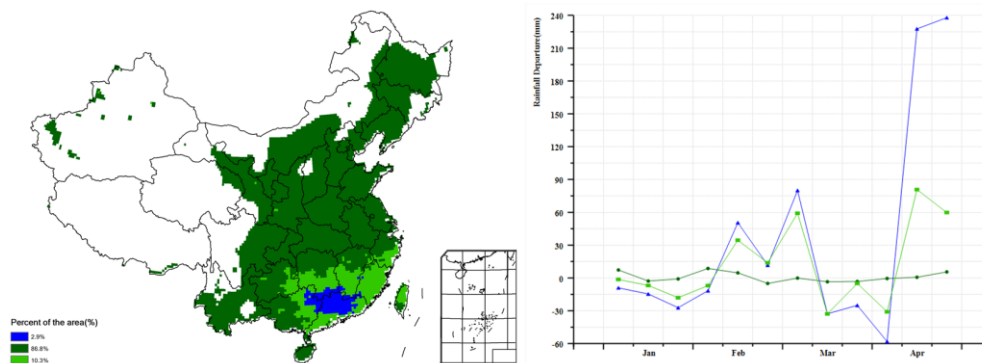 Percent of the area(%)
2.9%
86.8%
10.3%
Rainfall Departure(mm)
240
210
180
150
120
90
60
30
0
-30
-60
Jan
Feb
Mar
Apr